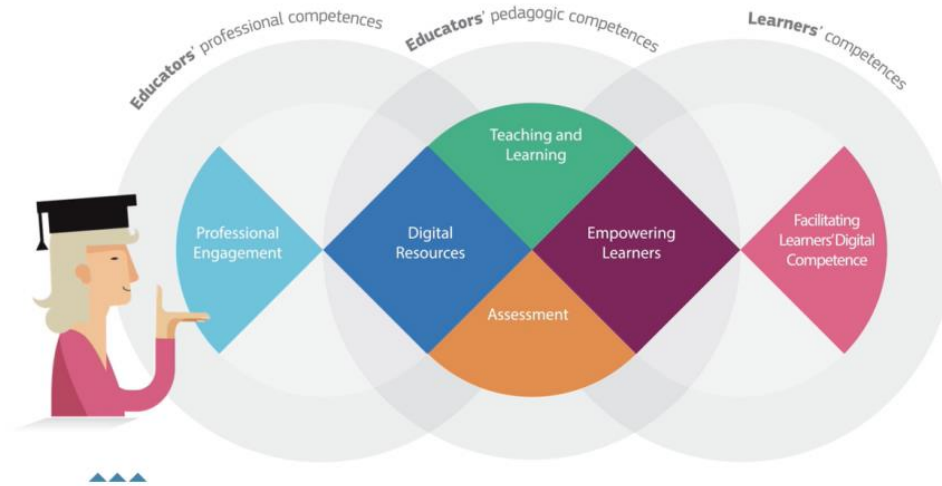 Educators' professional competences
Educators' pedagogic competences
Learners' competences
Teaching and
Learning
Professional
Engagement
Digital
Resources
Empowering
Learners
Facilitating
Learners' Digital
Competence
Assessment